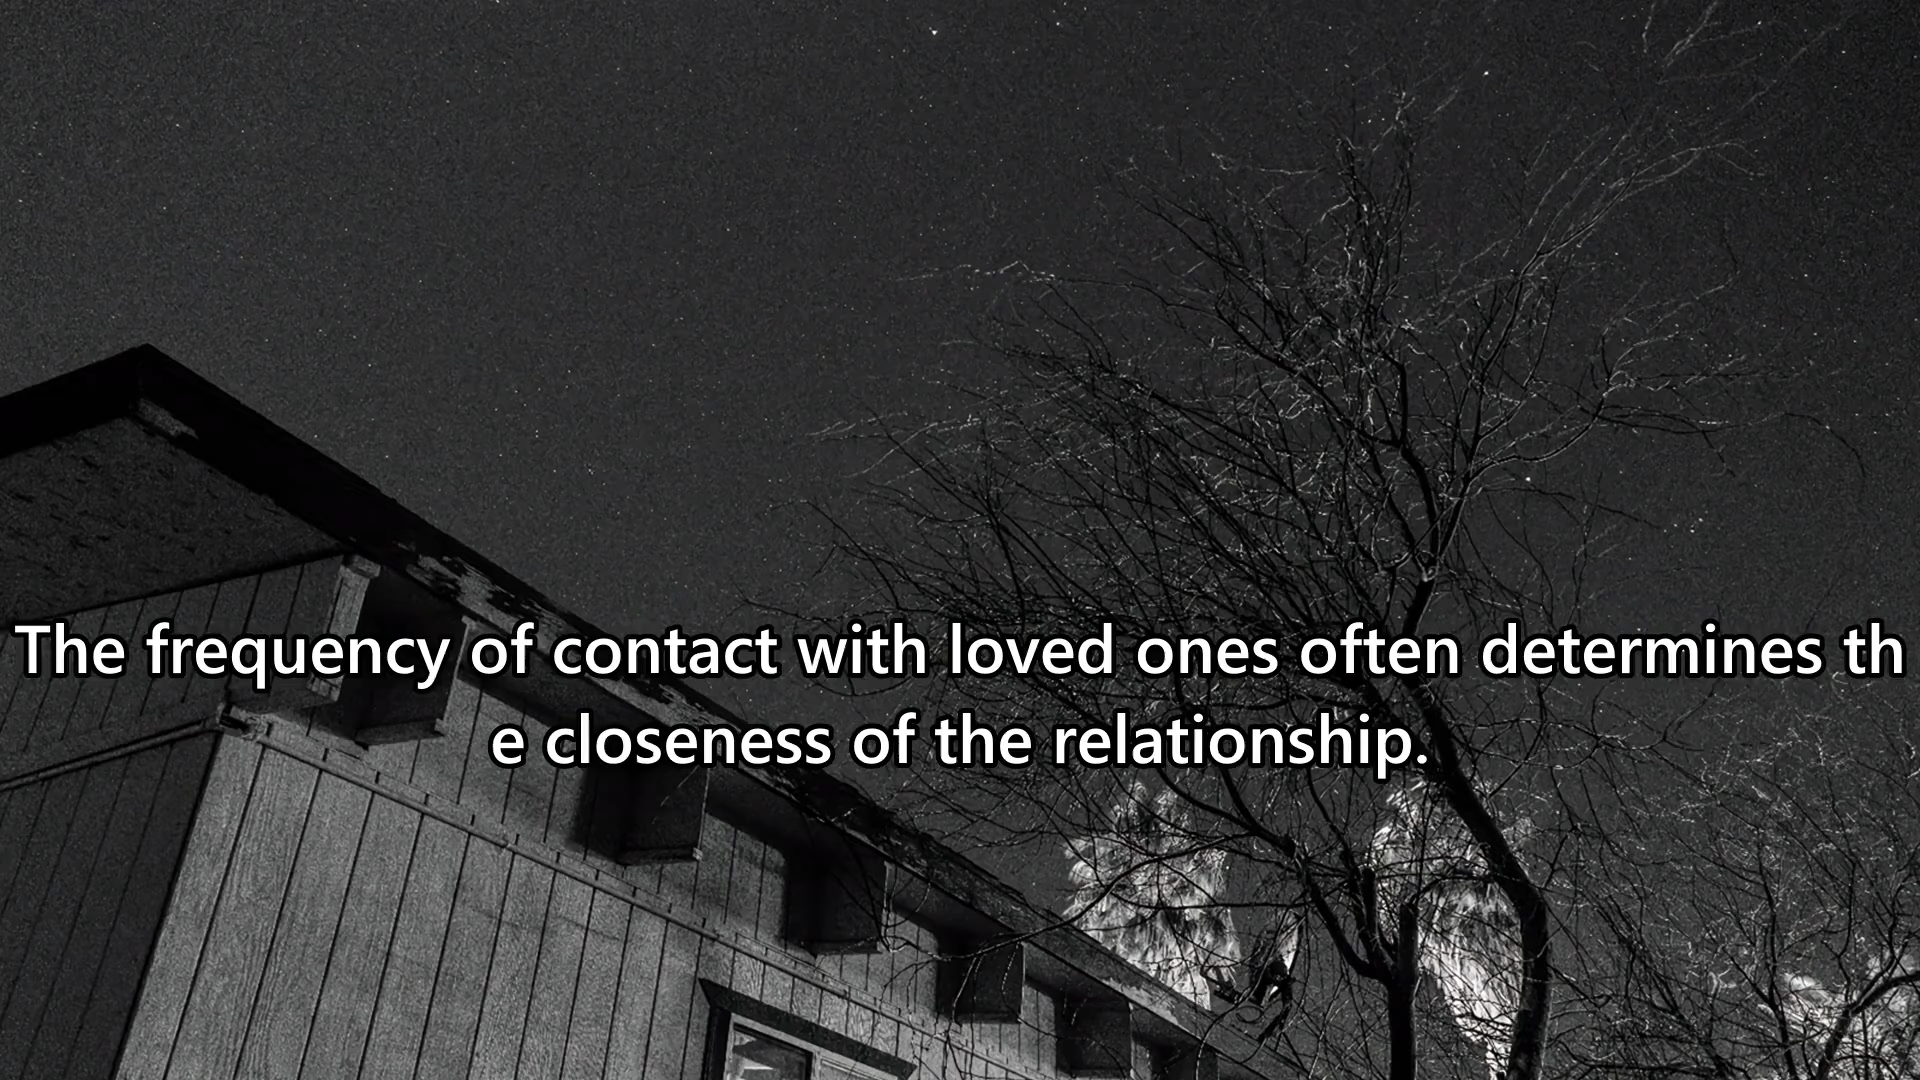 The frequency of contact with loved ones often determines th
e closeness of the relationship.